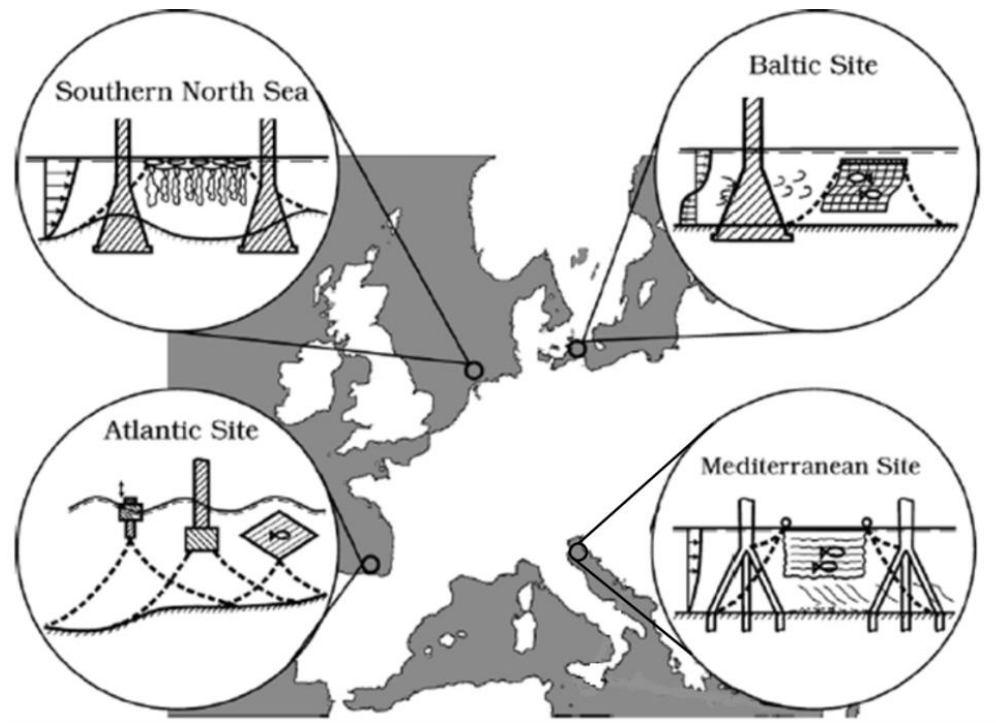 Southern North Sea
Baltic Site
Atlantic Site
Mediterranean Site